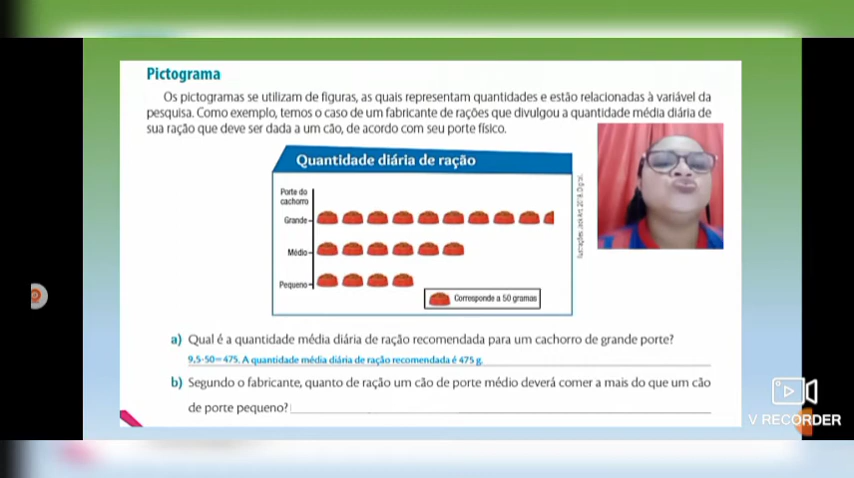 Pictograma
Os pictogramas se utilizam de figuras, as quais representam quantidades e estão relacionadas à variável da
pesquisa. Como exemplo, temos o caso de um fabricante de rações que divulgou a quantidade média diária de
sua ração que deve ser dada a um cão, de acordo com seu porte físico.
Quantidade diária de ração
Porte do
cachorro
Grande
Médio
Pequeno
Corresponde a 50 gramas
a) Qual é a quantidade média diária de ração recomendada para um cachorro de grande porte?
9,5·50=475. A quantidade média diária de ração recomendada é 475 g.
b) Segundo o fabricante, quanto de ração um cão de porte médio deverá comer a mais do que um cão
de porte pequeno?
V RECORDER